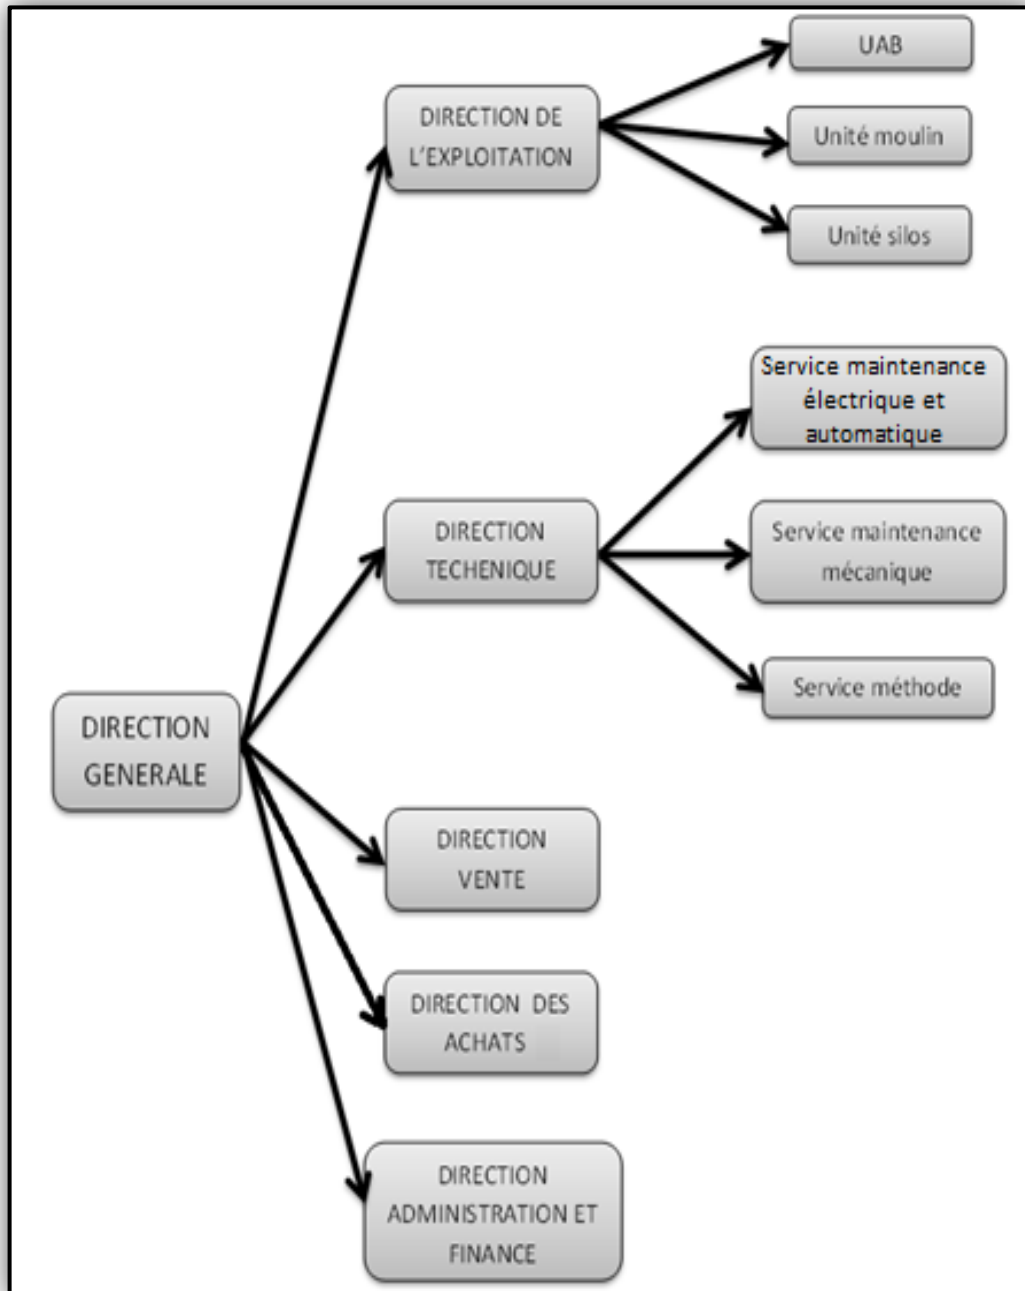 UAB
DIRECTION DE
L'EXPLOITATION
Unité moulin
Unité silos
Service maintenance
électrique et
automatique
DIRECTION
TECHENIQUE
Service maintenance
mécanique
Service méthode
DIRECTION
GENERALE
DIRECTION
VENTE
DIRECTION DES
ACHATS
DIRECTION
ADMINISTRATION ET
FINANCE